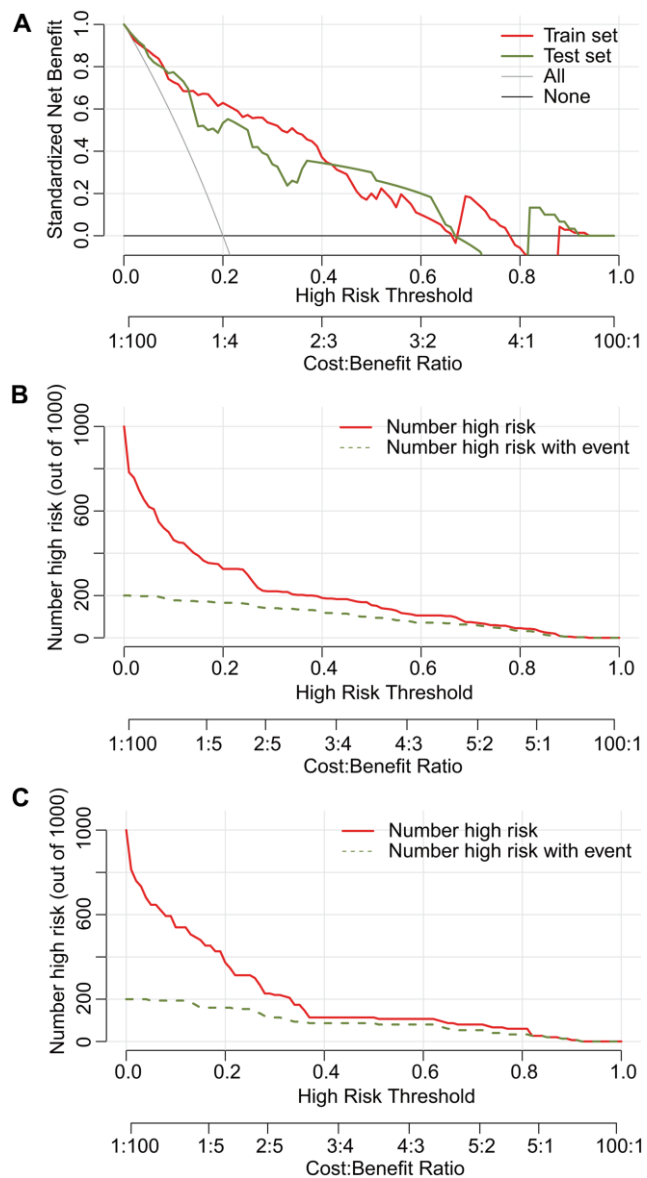 A
Standardized Net Benefit
1.0
0.8
0.6
0.4
0.2
0.0
Train set
Test set
All
None
0.0 0.2 0.4 0.6 0.8 1.0
High Risk Threshold
1:100 1:4 2:3 3:2 4:1 100:1
Cost:Benefit Ratio
B
Number high risk (out of 1000)
1000
600
200
0
Number high risk
Number high risk with event
0.0 0.2 0.4 0.6 0.8 1.0
High Risk Threshold
1:100 1:5 2:5 3:4 4:3 5:2 5:1 100:1
Cost:Benefit Ratio
C
Number high risk (out of 1000)
1000
600
200
0
Number high risk
Number high risk with event
0.0 0.2 0.4 0.6 0.8 1.0
High Risk Threshold
1:100 1:5 2:5 3:4 4:3 5:2 5:1 100:1
Cost:Benefit Ratio